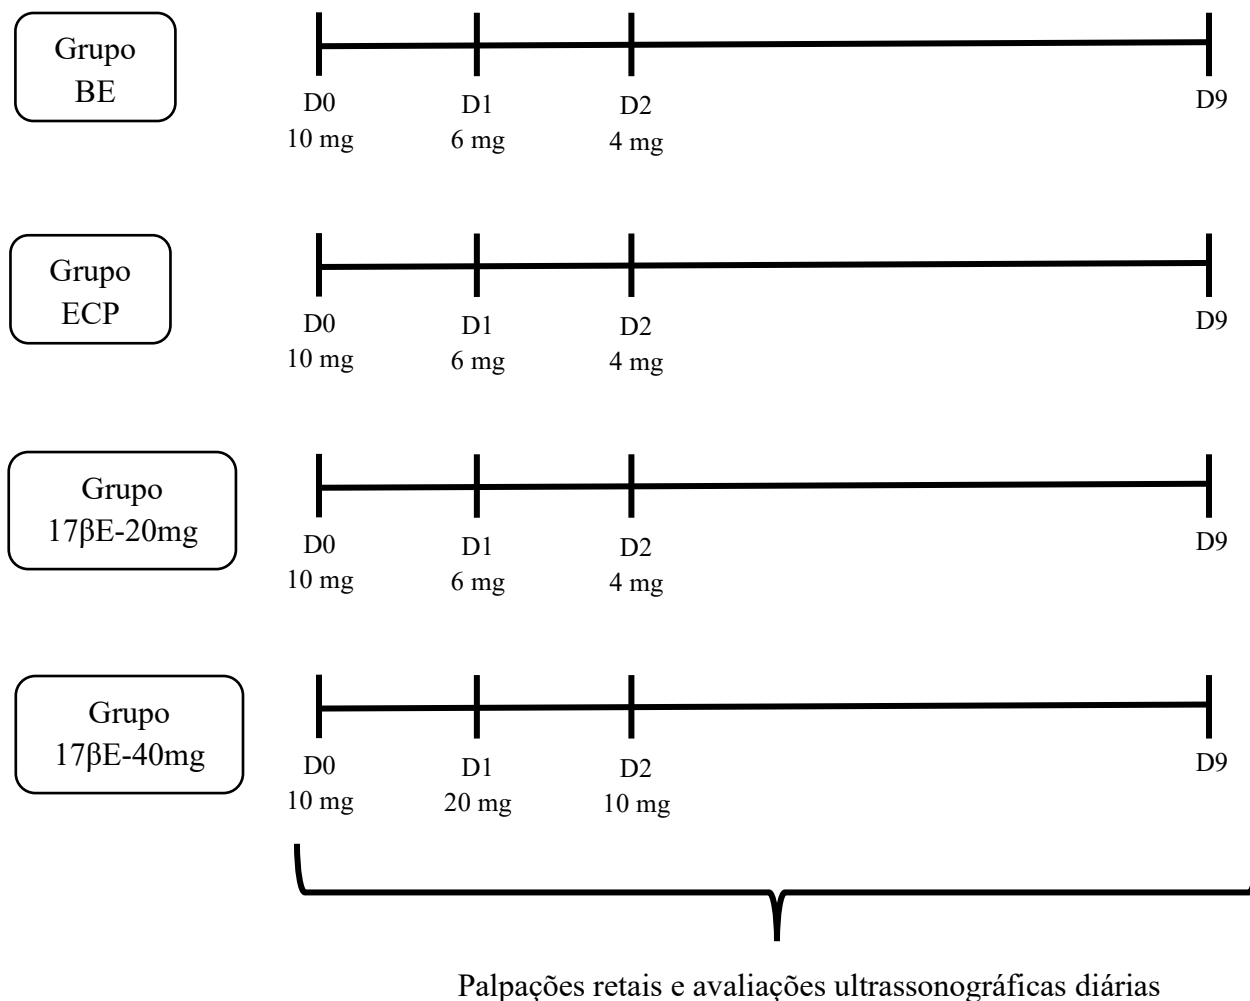 Grupo
BE
D0
10 mg
D1
6 mg
D2
4 mg
D9
Grupo
ECP
D0
10 mg
D1
6 mg
D2
4 mg
D9
Grupo
17βE-20mg
D0
10 mg
D1
6 mg
D2
4 mg
D9
Grupo
17βE-40mg
D0
10 mg
D1
20 mg
D2
10 mg
D9
Palpações retais e avaliações ultrassonográficas diárias